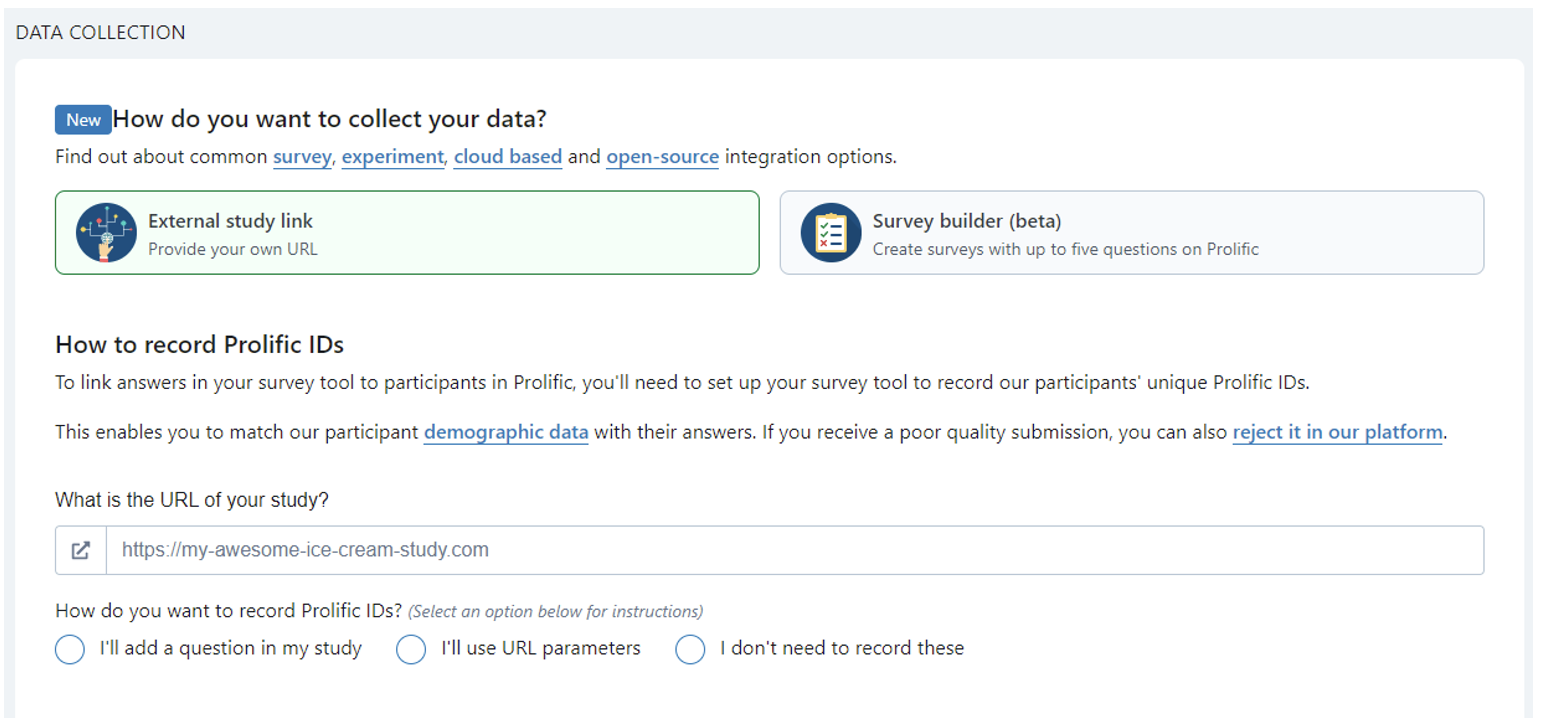 DATA COLLECTION
New How do you want to collect your data?
Find out about common survey, experiment, cloud based and open-source integration options.
External study link
Provide your own URL
Survey builder (beta)
Create surveys with up to five questions on Prolific
How to record Prolific IDs
To link answers in your survey tool to participants in Prolific, you'll need to set up your survey tool to record our participants' unique Prolific IDs.
This enables you to match our participant demographic data with their answers. If you receive a poor quality submission, you can also reject it in our platform.
What is the URL of your study?
https://my-awesome-ice-cream-study.com
How do you want to record Prolific IDs? (Select an option below for instructions)
I'll add a question in my study I'll use URL parameters I don't need to record these